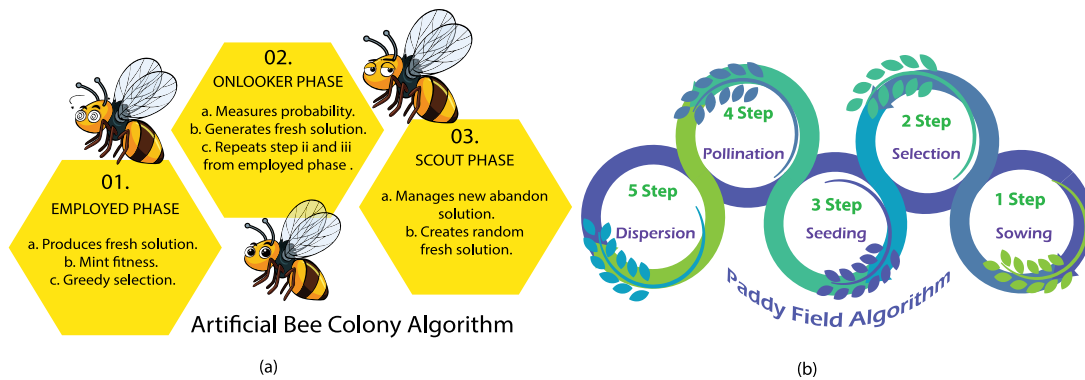 01.
EMPLOYED PHASE
a. Produces fresh solution.
b. Mint fitness.
c. Greedy selection.
02.
ONLOOKER PHASE
a. Measures probability.
b. Generates fresh solution.
c. Repeats step ii and iii
from employed phase .
03.
SCOUT PHASE
a. Manages new abandon
solution.
b. Creates random
fresh solution.
Artificial Bee Colony Algorithm
(a)
5 Step
Dispersion
4 Step
Pollination
3 Step
Seeding
2 Step
Selection
1 Step
Sowing
Paddy Field Algorithm
(b)